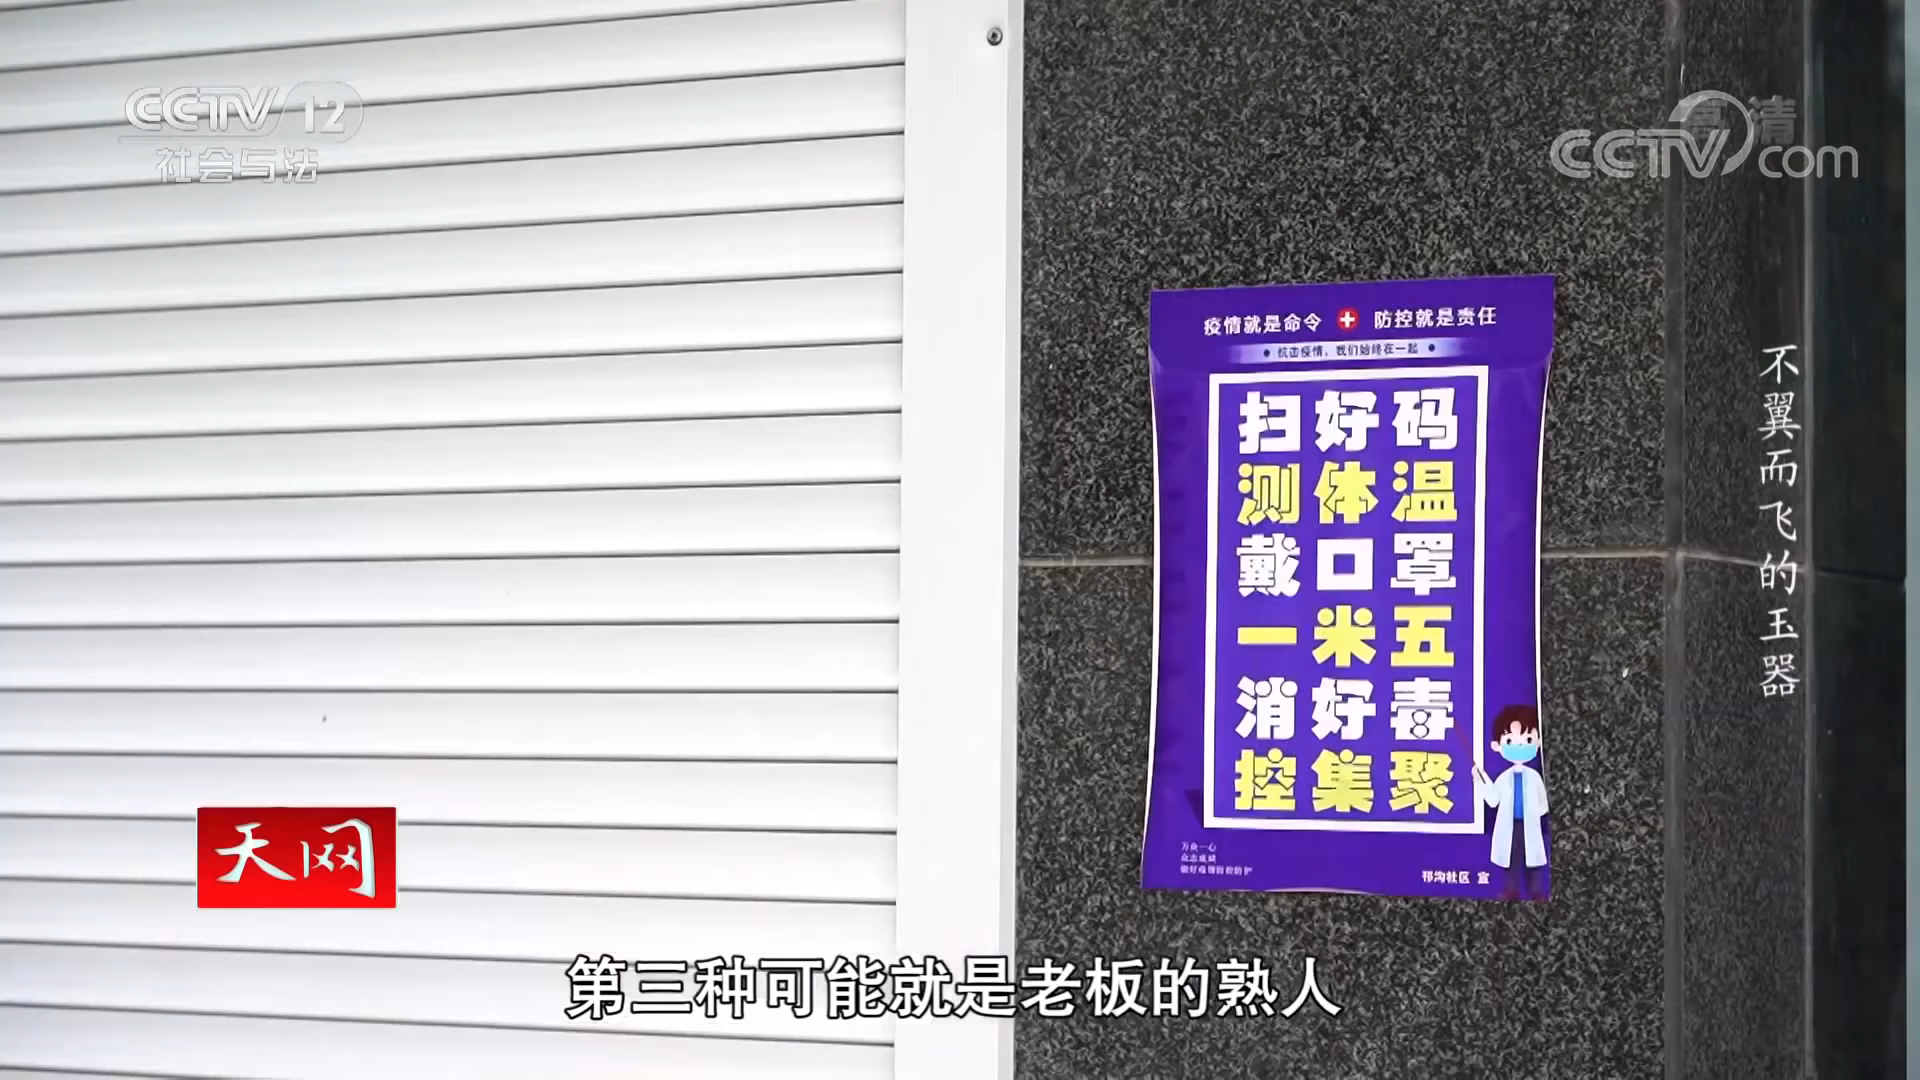 CCTV 12
社会与法
高清
CCTV com
疫情就是命令 防控就是责任
抗击疫情，我们始终在一起
扫好码
测体温
戴口罩
一米五
消好毒
控集聚
万众一心
众志成城
做好疫情防控防护
祁沟社区 宣
不翼而飞的玉器
天网
第三种可能就是老板的熟人